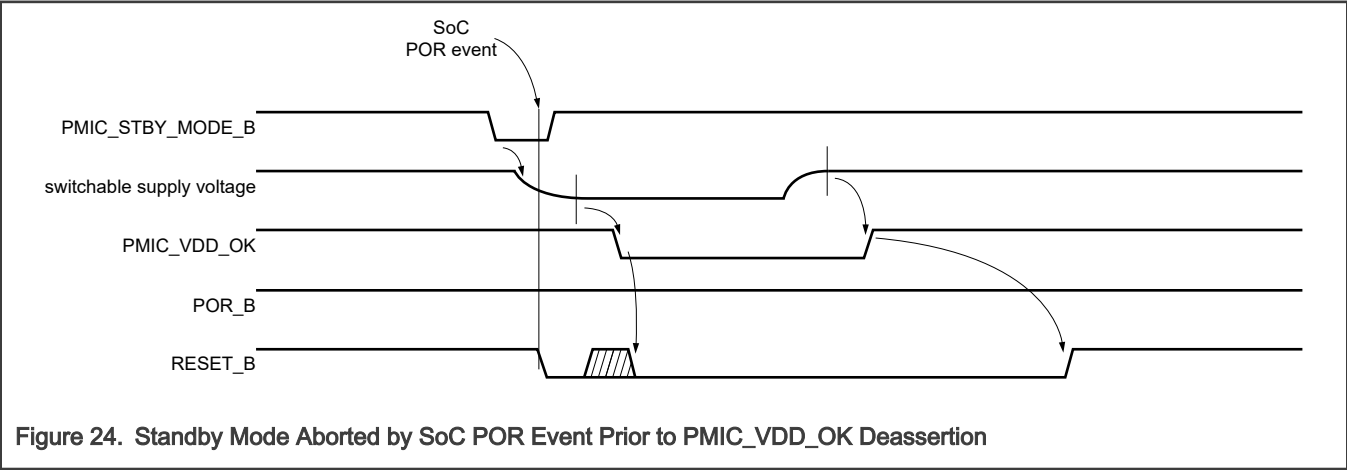 SoC
POR event
PMIC_STBY_MODE_B
switchable supply voltage
PMIC_VDD_OK
POR_B
RESET_B
Figure 24. Standby Mode Aborted by SoC POR Event Prior to PMIC_VDD_OK Deassertion